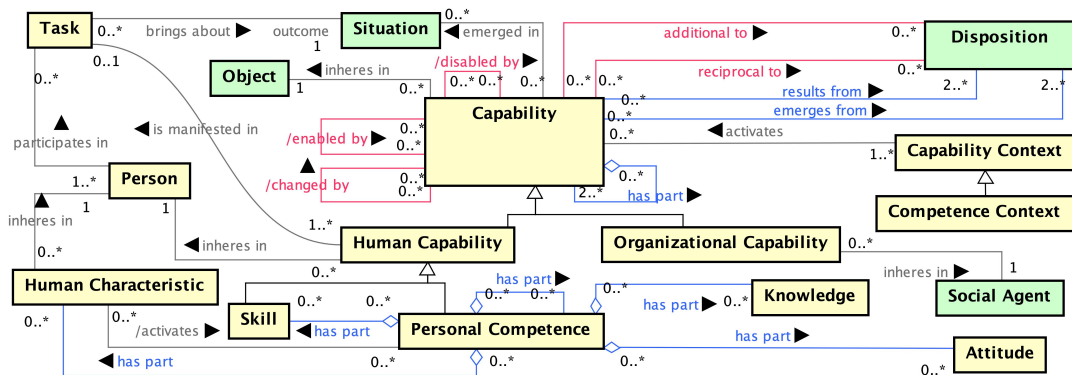 Task
0..*
brings about
outcome
1
Situation
0..*
emerged in
0..*
additional to
0..*
Disposition
0..1
/disabled by
0..*
0..*
0..*
0..*
0..*
reciprocal to
0..*
Object
inheres in
1
0..*
results from
2..*
2..*
0..*
Capability
0..*
emerges from
0..*
participates in
is manifested in
/enabled by
0..*
0..*
0..*
activates
1..*
Capability Context
/changed by
0..*
0..*
0..*
has part
2..*
Person
1..*
1
1
inheres in
Competence Context
1..*
Human Capability
inheres in
Organizational Capability
0..*
inheres in
1
0..*
Human Characteristic
0..*
has part
Social Agent
0..*
0..*
0..*
0..*
has part
0..*
0..*
Knowledge
0..*
0..*
/activates
Skill
has part
Personal Competence
has part
Attitude
has part
0..*
0..*
0..*
0..*